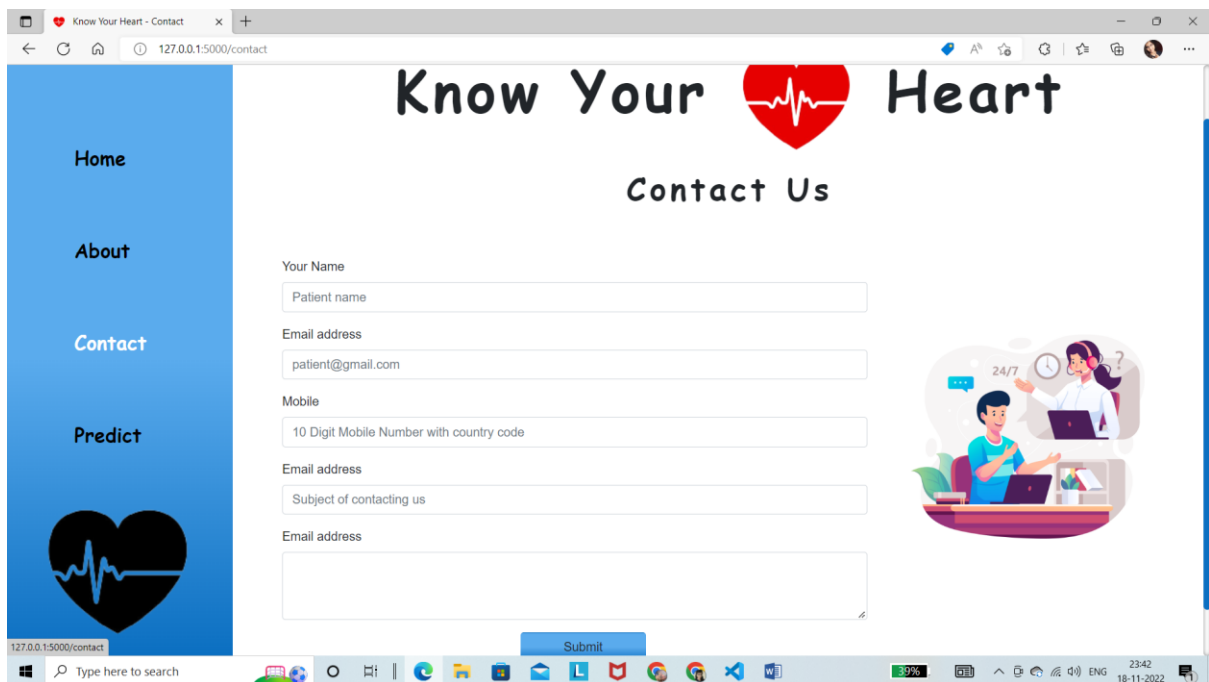 Know Your Heart - Contact
127.0.0.1:5000/contact
Know Your Heart
Home
Contact Us
About
Your Name
Patient name
Email address
Contact
patient@gmail.com
24/7
?
Mobile
Predict
10 Digit Mobile Number with country code
Email address
Subject of contacting us
Email address
Submit
127.0.0.1:5000/contact
Type here to search
L
39%
ENG
23:42
18-11-2022
1